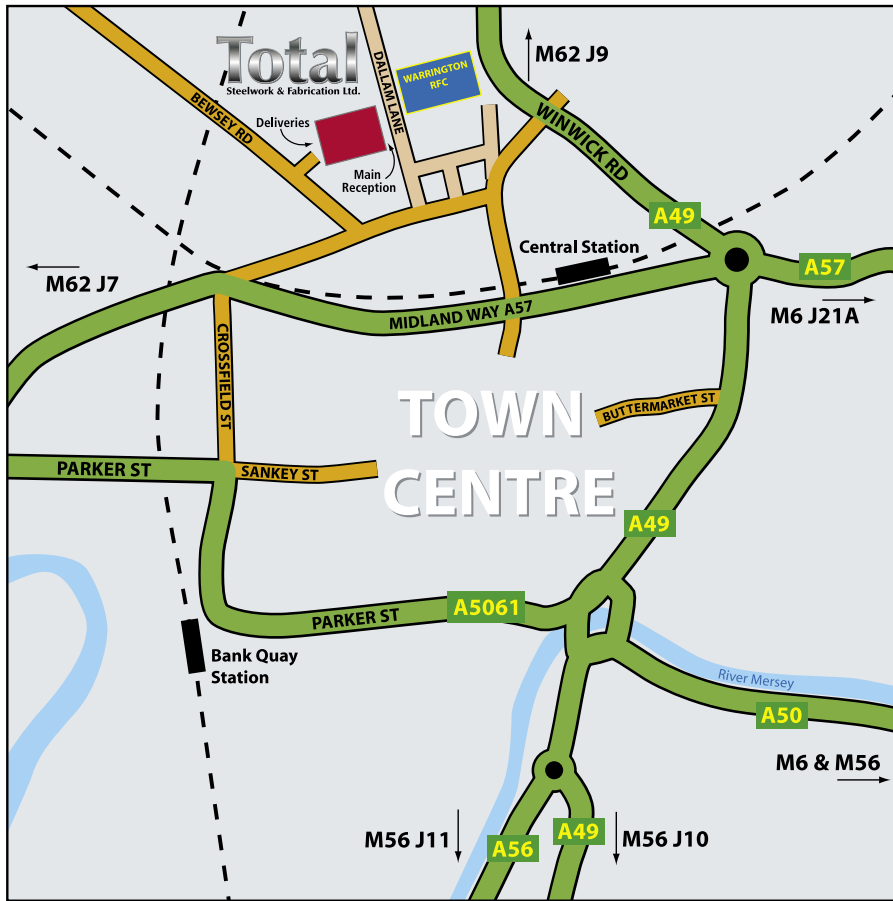 Total
Steelwork & Fabrication Ltd.
DALLAM LANE
WARRINGTON
RFC
M62 J9
BEWSEY RD
Deliveries
Main
Reception
WINWICK RD
A49
Central Station
A57
M62 J7
M6 J21A
MIDLAND WAY A57
CROSSFIELD ST
TOWN
CENTRE
BUTTERMARKET ST
PARKER ST
SANKEY ST
A49
A5061
PARKER ST
Bank Quay
Station
River Mersey
A50
M6 & M56
M56 J11
A56
A49
M56 J10